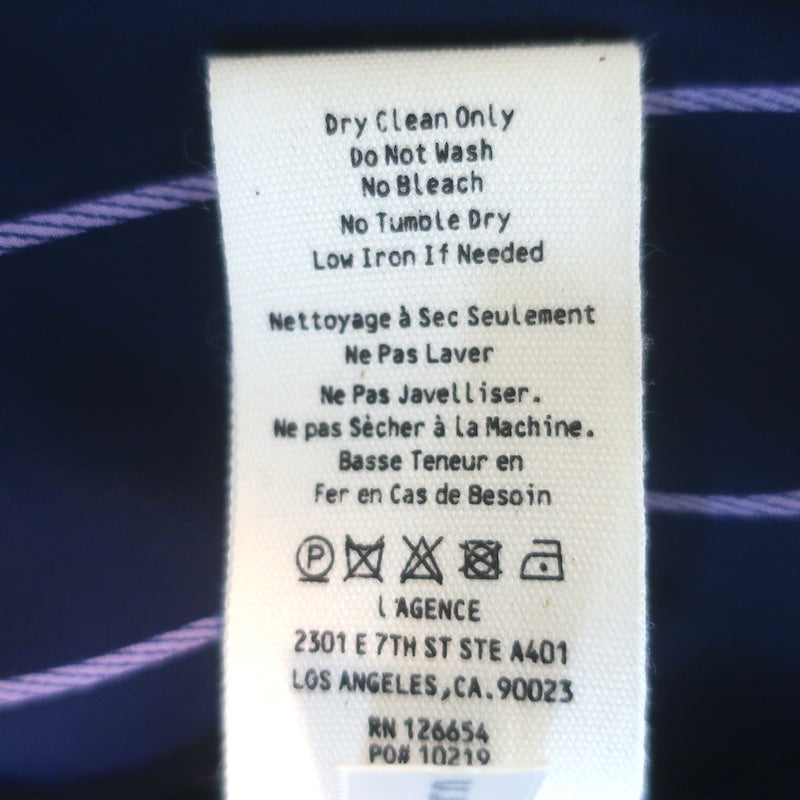 Dry Clean Only
Do Not Wash
No Bleach
No Tumble Dry
Low Iron If Needed
Nettoyage à Sec Seulement
Ne Pas Laver
Ne Pas Javelliser.
Ne pas Sècher à la Machine.
Basse Teneur en
Fer en Cas de Besoin
P
L'AGENCE
2301 E 7TH ST STE A401
LOS ANGELES,CA.90023
RN 126654
PO# 10219